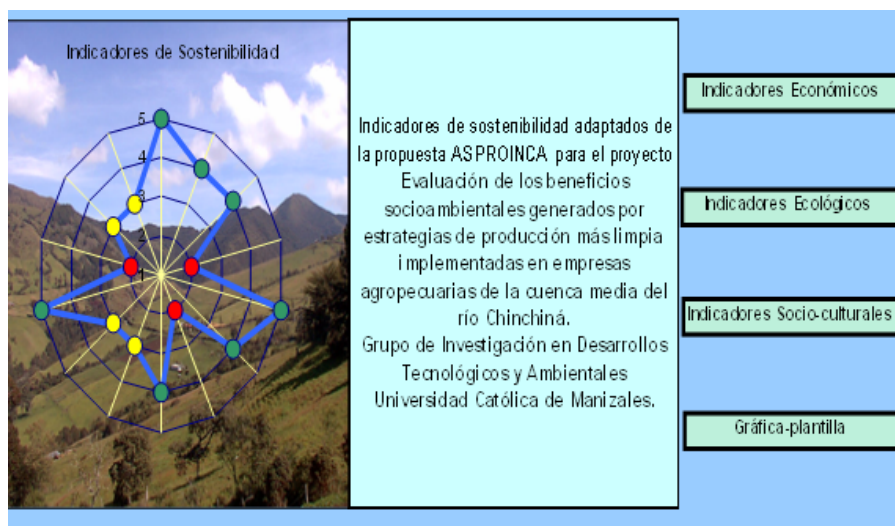 Indicadores de Sostenibilidad
5
4
3
2
1
Indicadores de sostenibilidad adaptados de
la propuesta ASPROINCA para el proyecto
Evaluación de los beneficios
socioambientales generados por
estrategias de producción más limpia
implementadas en empresas
agropecuarias de la cuenca media del
río Chinchiná.
Grupo de Investigación en Desarrollos
Tecnológicos y Ambientales
Universidad Católica de Manizales.
Indicadores Económicos
Indicadores Ecológicos
Indicadores Socio-culturales
Gráfica-plantilla